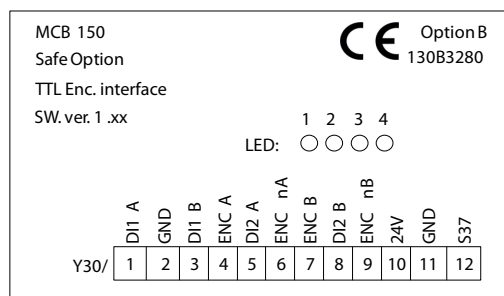 MCB 150
Option B
Safe Option
130B3280
TTL Enc. interface
SW. ver. 1 .xx
1 2 3 4
LED:
DI1 A
GND
DI1 B
ENC A
DI2 A
ENC nA
ENC B
DI2 B
ENC nB
24V
GND
S37
Y30/ 1 2 3 4 5 6 7 8 9 10 11 12